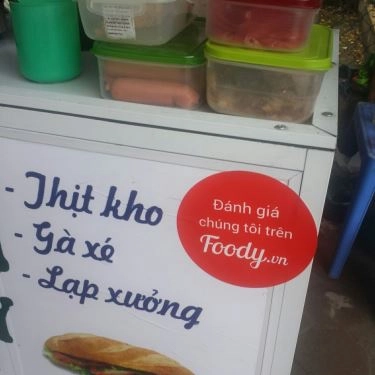 - Thịt kho
- Gà xé
- Lạp xưởng
Đánh giá
chúng tôi trên
Foody.vn